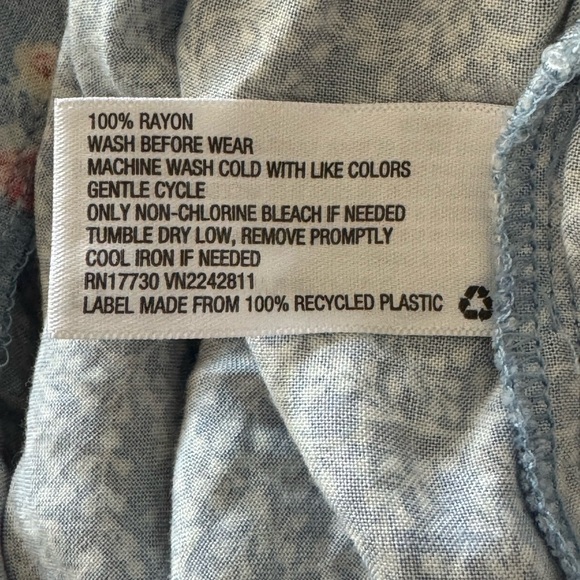 100% RAYON
WASH BEFORE WEAR
MACHINE WASH COLD WITH LIKE COLORS
GENTLE CYCLE
ONLY NON-CHLORINE BLEACH IF NEEDED
TUMBLE DRY LOW, REMOVE PROMPTLY
COOL IRON IF NEEDED
RN17730 VN2242811
LABEL MADE FROM 100% RECYCLED PLASTIC